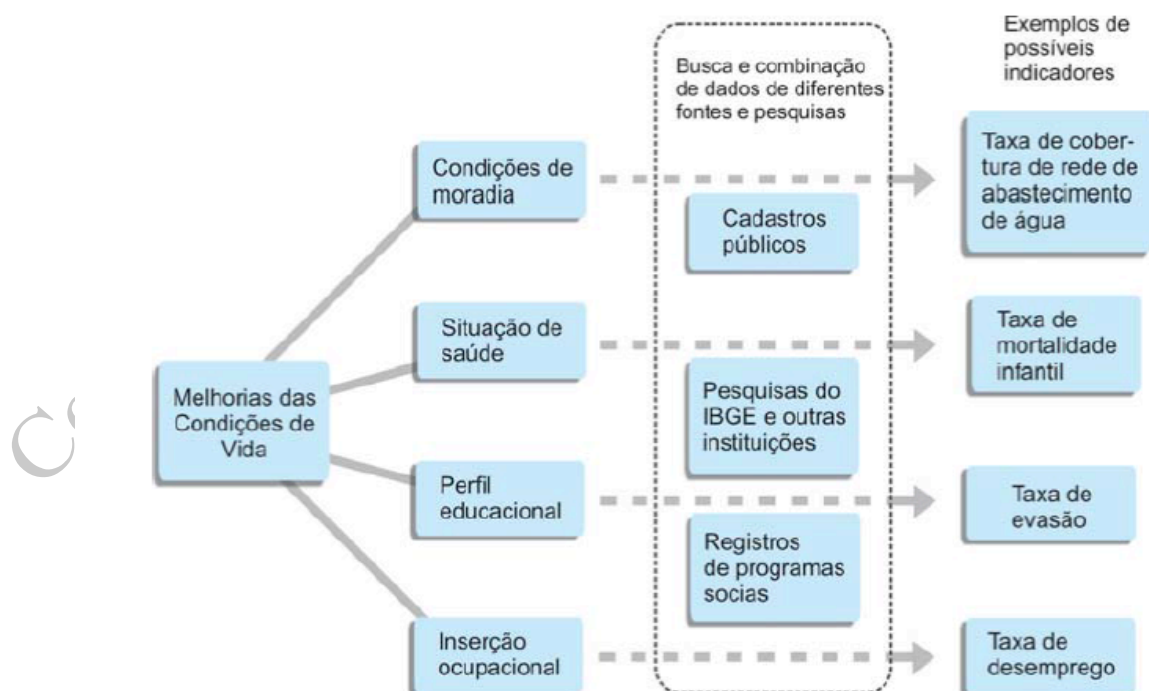 Exemplos de
possíveis
indicadores
Busca e combinação
de dados de diferentes
fontes e pesquisas
Condições de
moradia
Taxa de cober-
tura de rede de
abastecimento
de água
Cadastros
públicos
Situação de
saúde
Taxa de
mortalidade
infantil
Melhorias das
Condições de
Vida
Pesquisas do
IBGE e outras
instituições
Perfil
educacional
Taxa de
evasão
Registros
de programas
socias
Inserção
ocupacional
Taxa de
desemprego